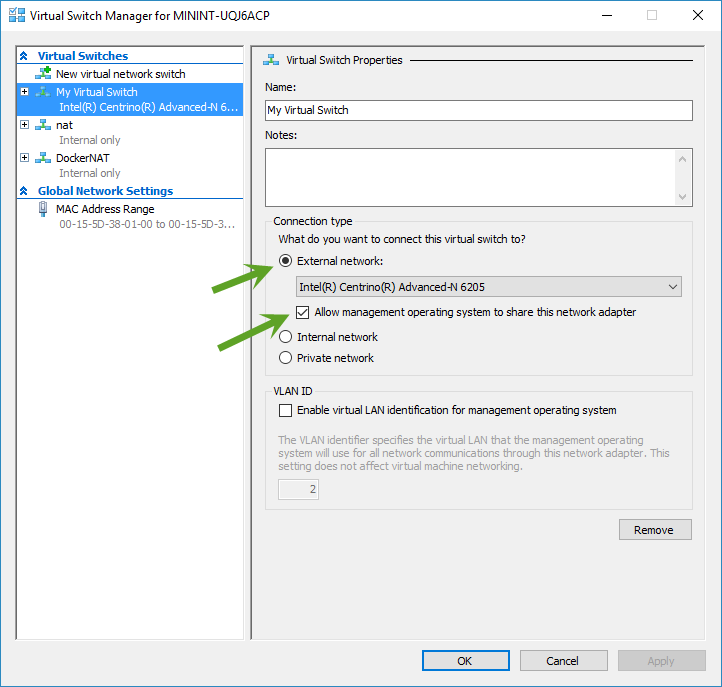 Virtual Switch Manager for MININT-UQJ6ACP
Virtual Switches
New virtual network switch
My Virtual Switch
Intel(R) Centrino(R) Advanced-N 6...
nat
Internal only
DockerNAT
Internal only
Global Network Settings
MAC Address Range
00-15-5D-38-01-00 to 00-15-5D-3...
Virtual Switch Properties
Name:
My Virtual Switch
Notes:
Connection type
What do you want to connect this virtual switch to?
External network:
Intel(R) Centrino(R) Advanced-N 6205
Allow management operating system to share this network adapter
Internal network
Private network
VLAN ID
Enable virtual LAN identification for management operating system
The VLAN identifier specifies the virtual LAN that the management operating
system will use for all network communications through this network adapter. This
setting does not affect virtual machine networking.
2
Remove
OK
Cancel
Apply